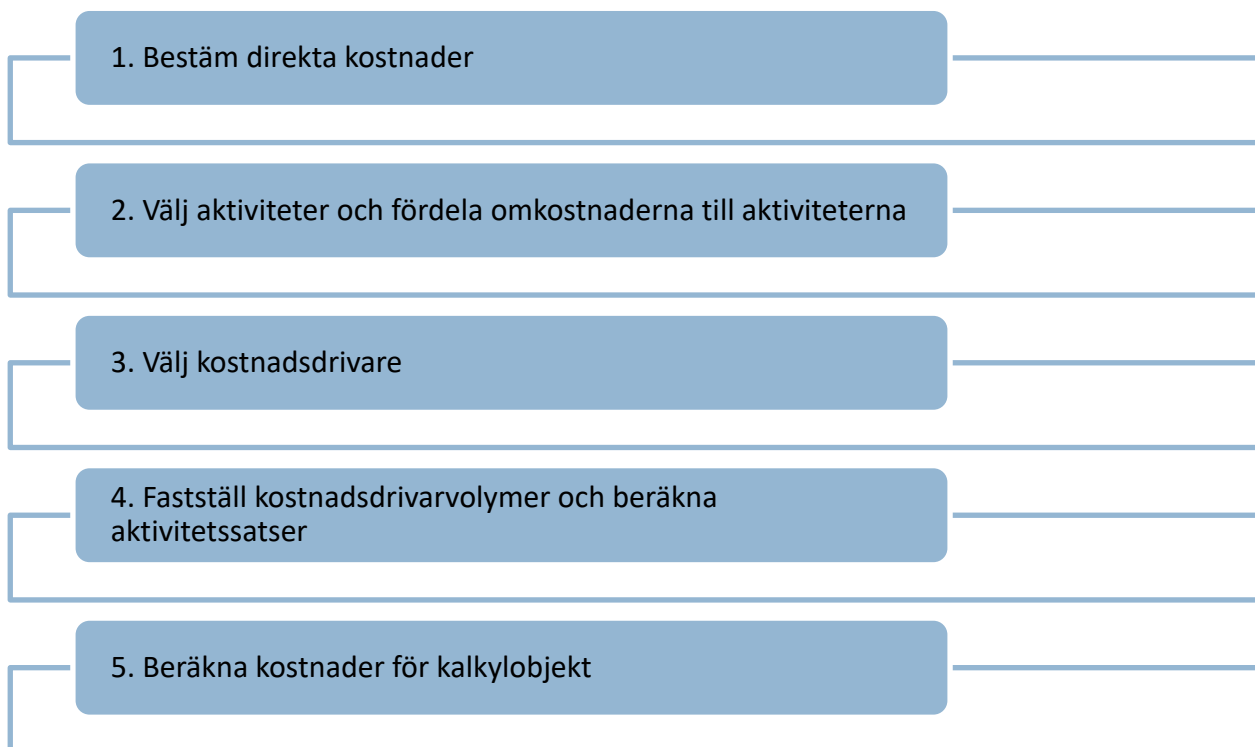 1. Bestäm direkta kostnader
2. Välj aktiviteter och fördela omkostnaderna till aktiviteterna
3. Välj kostnadsdrivare
4. Fastställ kostnadsdrivarvolymer och beräkna
aktivitetssatser
5. Beräkna kostnader för kalkylobjekt